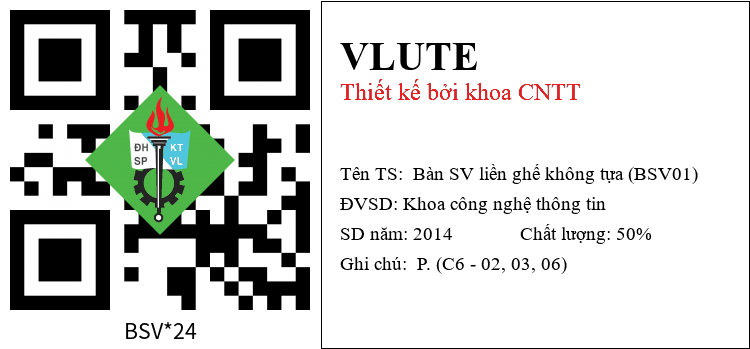 ĐH KT
SP VL
BSV*24
VLUTE
Thiết kế bởi khoa CNTT
Tên TS: Bàn SV liền ghế không tựa (BSV01)
ĐVSD: Khoa công nghệ thông tin
SD năm: 2014 Chất lượng: 50%
Ghi chú: P. (C6 - 02, 03, 06)